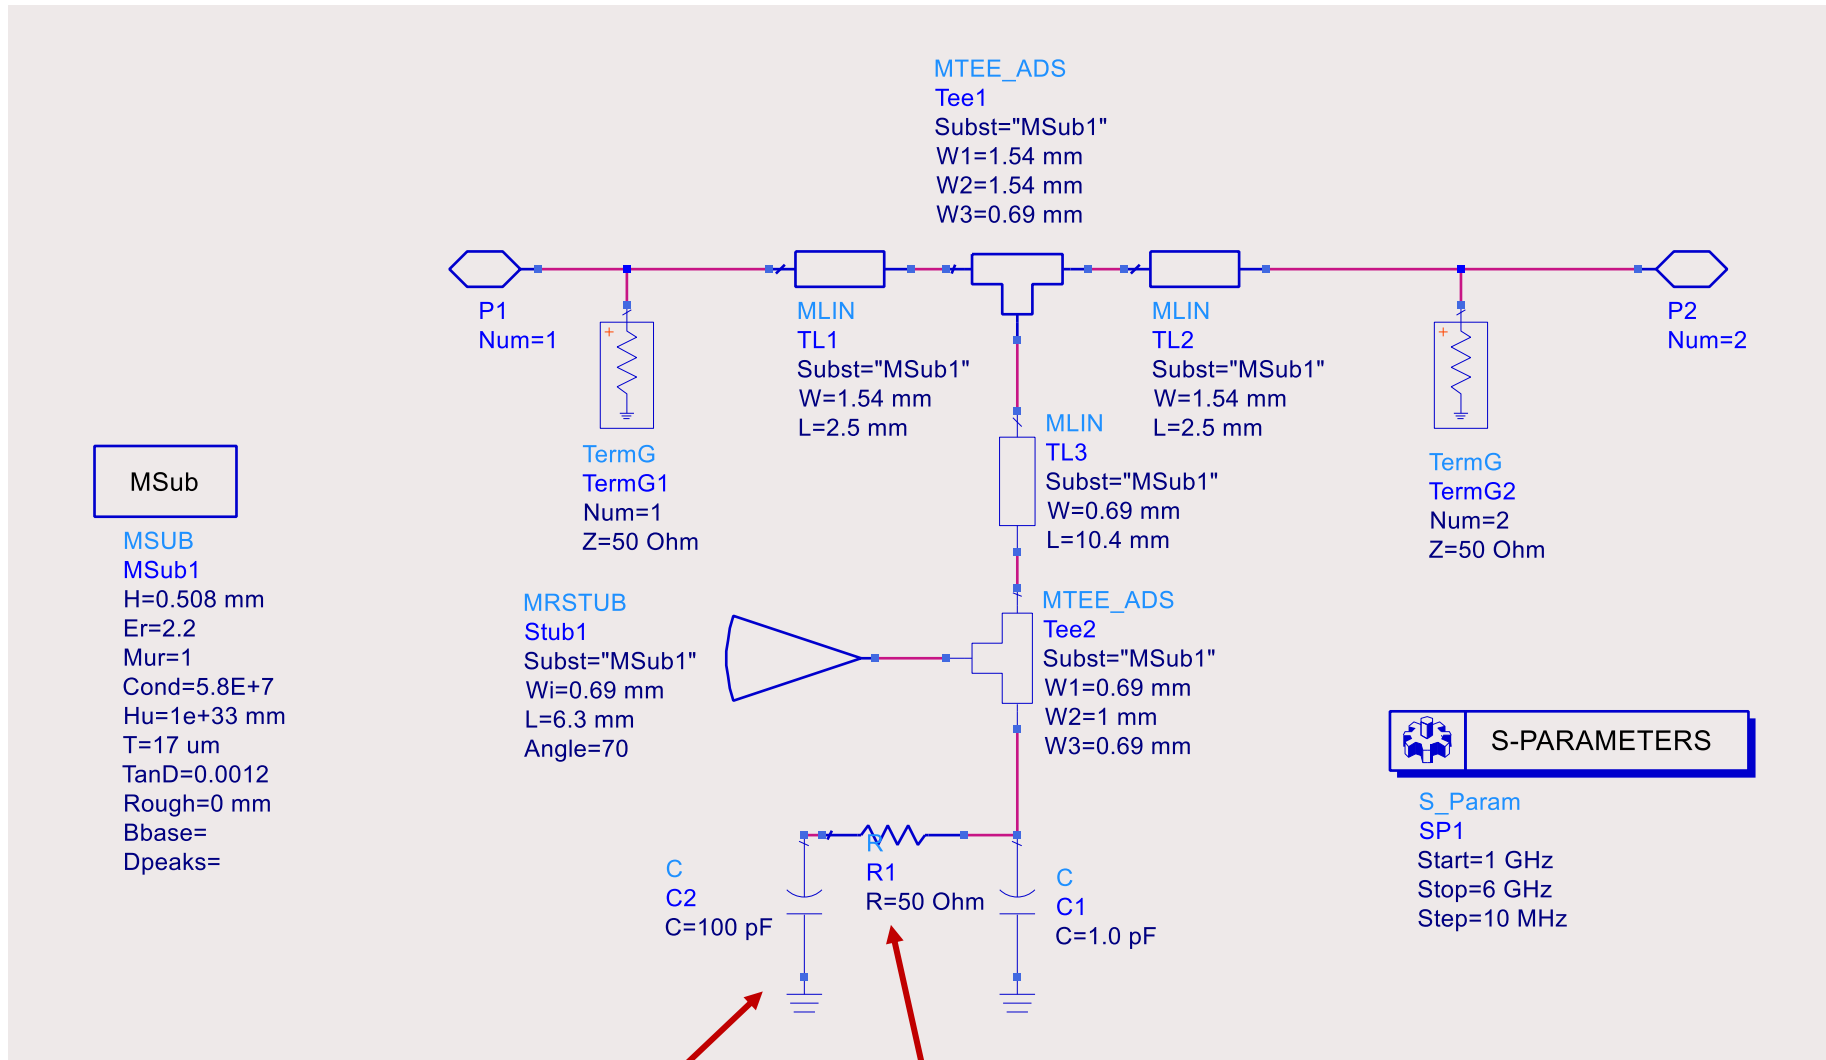 MTEE_ADS
Tee1
Subst="MSub1"
W1=1.54 mm
W2=1.54 mm
W3=0.69 mm
P1
Num=1
MLIN
TL1
Subst="MSub1"
W=1.54 mm
L=2.5 mm
MLIN
TL2
Subst="MSub1"
W=1.54 mm
L=2.5 mm
P2
Num=2
TermG
TermG1
Num=1
Z=50 Ohm
MLIN
TL3
Subst="MSub1"
W=0.69 mm
L=10.4 mm
TermG
TermG2
Num=2
Z=50 Ohm
MSub
MSUB
MSub1
H=0.508 mm
Er=2.2
Mur=1
Cond=5.8E+7
Hu=1e+33 mm
T=17 um
TanD=0.0012
Rough=0 mm
Bbase=
Dpeaks=
MRSTUB
Stub1
Subst="MSub1"
Wi=0.69 mm
L=6.3 mm
Angle=70
MTEE_ADS
Tee2
Subst="MSub1"
W1=0.69 mm
W2=1 mm
W3=0.69 mm
S-PARAMETERS
S_Param
SP1
Start=1 GHz
Stop=6 GHz
Step=10 MHz
C
C2
C=100 pF
R
R1
R=50 Ohm
C
C1
C=1.0 pF